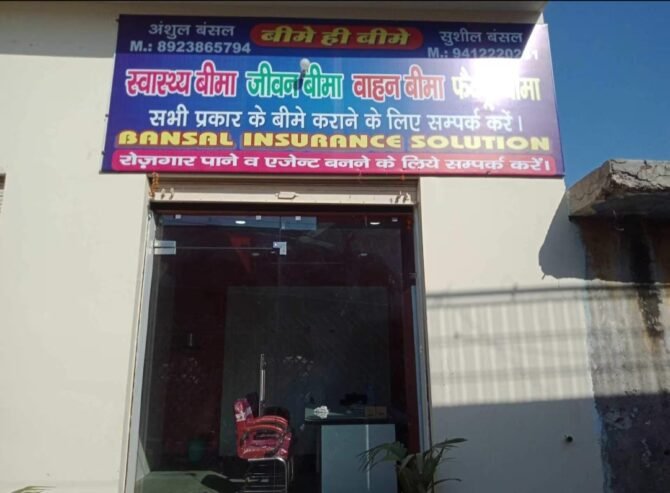 अंशुल बंसल बीमे ही बीमे सुशील बंसल
M.: 8923865794 M.: 9412220
स्वास्थ्य बीमा जीवन बीमा वाहन बीमा बीमा
सभी प्रकार के बीमे कराने के लिए सम्पर्क करें।
BANSAL INSURANCE SOLUTION
रोज़गार पाने व एजेन्ट बनने के लिये सम्पर्क करें।